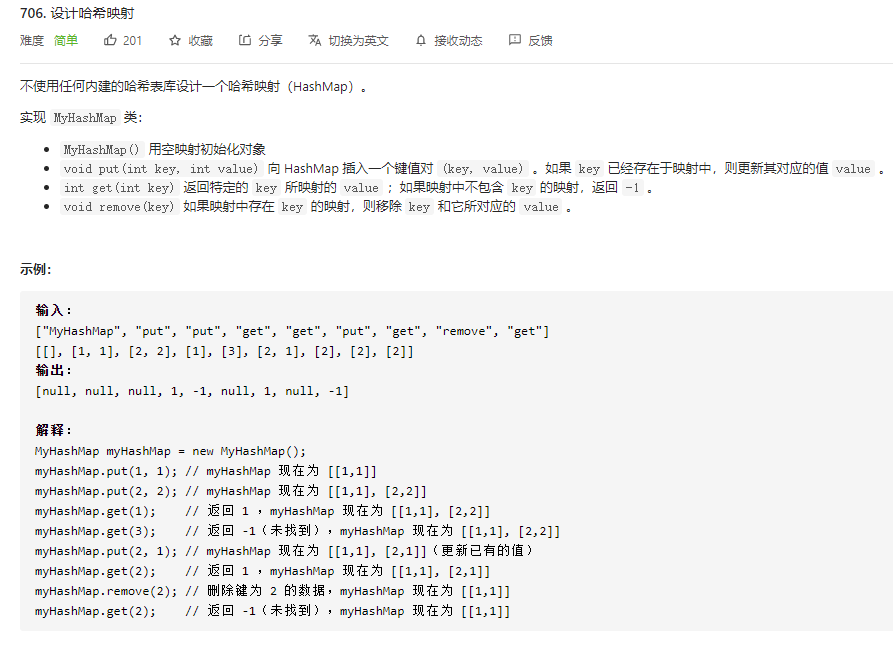 706. 设计哈希映射
难度 简单 201 收藏 分享 切换为英文 接收动态 反馈
不使用任何内建的哈希表库设计一个哈希映射（HashMap）。
实现 MyHashMap 类：
MyHashMap() 用空映射初始化对象
void put(int key, int value) 向 HashMap 插入一个键值对 (key, value) 。如果 key 已经存在于映射中，则更新其对应的值 value 。
int get(int key) 返回特定的 key 所映射的 value ；如果映射中不包含 key 的映射，返回 -1 。
void remove(key) 如果映射中存在 key 的映射，则移除 key 和它所对应的 value 。
示例：
输入：
["MyHashMap", "put", "put", "get", "get", "put", "get", "remove", "get"]
[[], [1, 1], [2, 2], [1], [3], [2, 1], [2], [2], [2]]
输出：
[null, null, null, 1, -1, null, 1, null, -1]
解释：
MyHashMap myHashMap = new MyHashMap();
myHashMap.put(1, 1); // myHashMap 现在为 [[1,1]]
myHashMap.put(2, 2); // myHashMap 现在为 [[1,1], [2,2]]
myHashMap.get(1);    // 返回 1 ，myHashMap 现在为 [[1,1], [2,2]]
myHashMap.get(3);    // 返回 -1（未找到），myHashMap 现在为 [[1,1], [2,2]]
myHashMap.put(2, 1); // myHashMap 现在为 [[1,1], [2,1]]（更新已有的值）
myHashMap.get(2);    // 返回 1 ，myHashMap 现在为 [[1,1], [2,1]]
myHashMap.remove(2); // 删除键为 2 的数据，myHashMap 现在为 [[1,1]]
myHashMap.get(2);    // 返回 -1（未找到），myHashMap 现在为 [[1,1]]